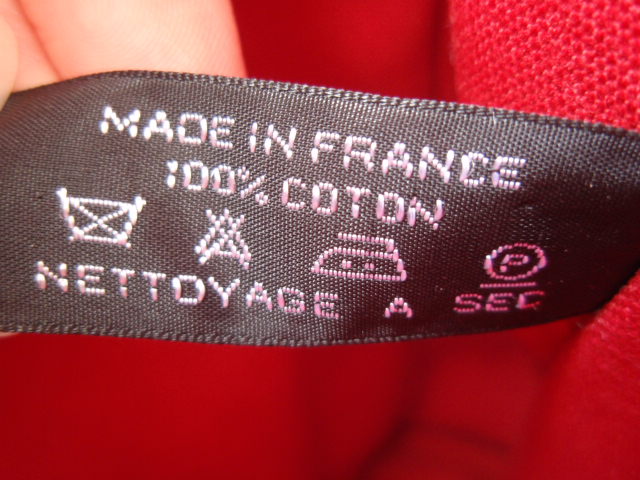 MADE IN FRANCE
100% COTON
P
NETTOYAGE A SEC